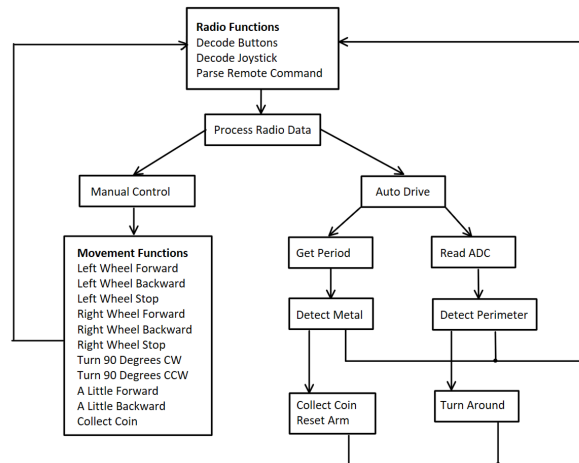 Radio Functions
Decode Buttons
Decode Joystick
Parse Remote Command
Process Radio Data
Manual Control
Auto Drive
Movement Functions
Left Wheel Forward
Left Wheel Backward
Left Wheel Stop
Right Wheel Forward
Right Wheel Backward
Right Wheel Stop
Turn 90 Degrees CW
Turn 90 Degrees CCW
A Little Forward
A Little Backward
Collect Coin
Get Period
Read ADC
Detect Metal
Detect Perimeter
Collect Coin
Reset Arm
Turn Around